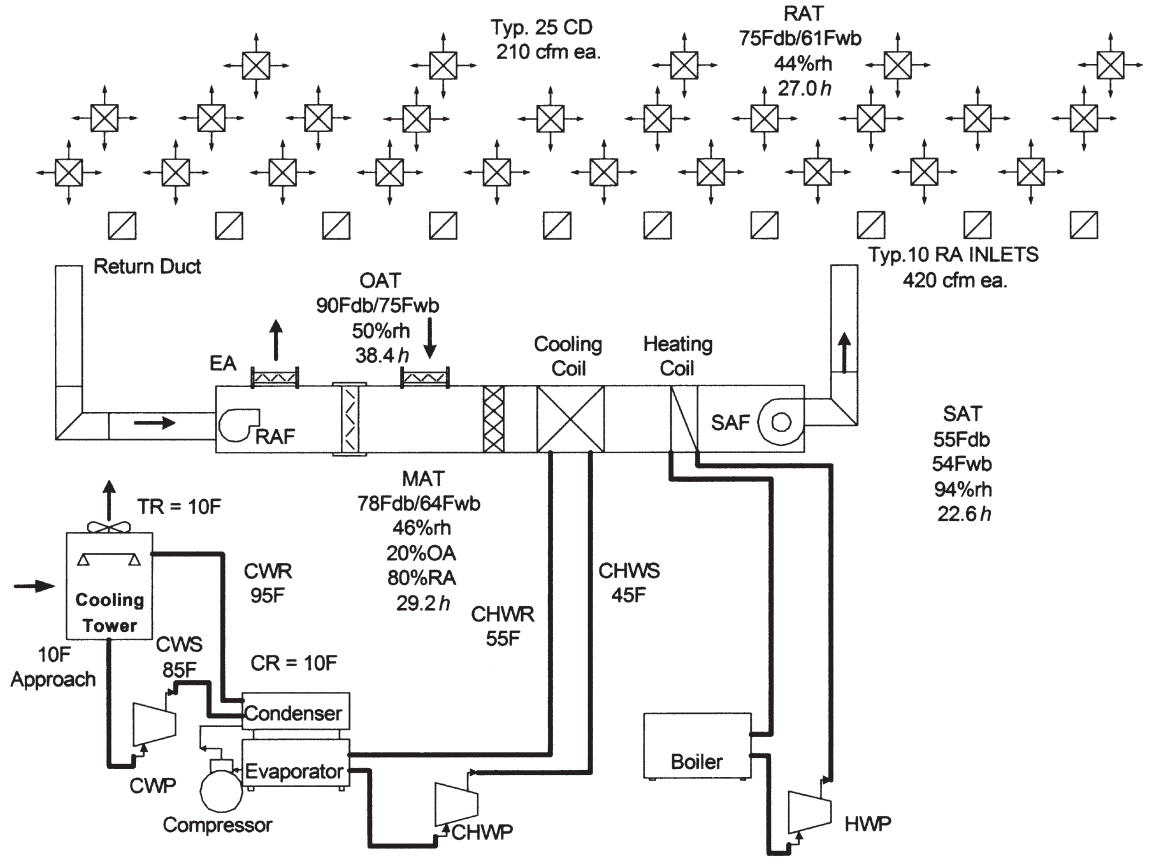 Typ. 25 CD
210 cfm ea.
RAT
75Fdb/61Fwb
44%rh
27.0 h
Return Duct
Typ.10 RA INLETS
420 cfm ea.
OAT
90Fdb/75Fwb
50%rh
38.4 h
EA
Cooling
Coil
Heating
Coil
RAF
SAF
SAT
55Fdb
54Fwb
94%rh
22.6 h
MAT
78Fdb/64Fwb
46%rh
20%OA
80%RA
29.2 h
TR = 10F
Cooling
Tower
CWR
95F
CHWR
55F
CHWS
45F
10F
Approach
CWS
85F
CR = 10F
Condenser
Evaporator
Boiler
CWP
Compressor
CHWP
HWP